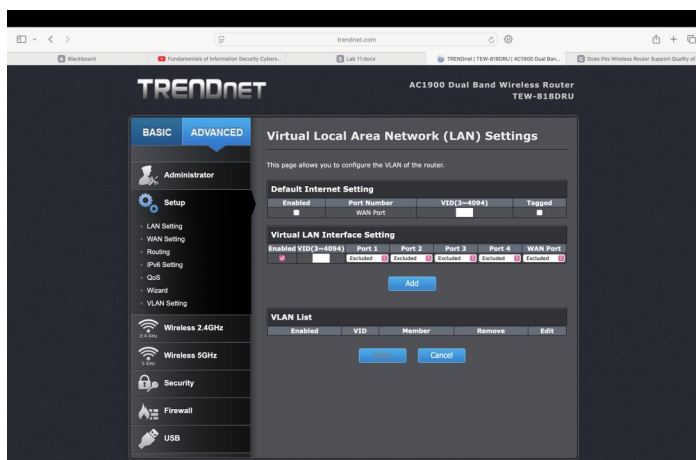 trendnet.com
Blackboard
Fundamentals of Information Security Cybers...
Lab 11.docx
TRENDnet | TEW-818DRU | AC1900 Dual Ban...
Does this Wireless Router Support Quality of
TRENDNET
AC1900 Dual Band Wireless Router
TEW-818DRU
BASIC
ADVANCED
Administrator
Setup
LAN Setting
WAN Setting
Routing
IPv6 Setting
QoS
Wizard
VLAN Setting
2.4 GHz
Wireless 2.4GHz
5 GHz
Wireless 5GHz
Security
Firewall
USB
Virtual Local Area Network (LAN) Settings
This page allows you to configure the VLAN of the router.
Default Internet Setting
Enabled Port Number VID(3~4094) Tagged
WAN Port
Virtual LAN Interface Setting
Enabled VID(3~4094) Port 1 Port 2 Port 3 Port 4 WAN Port
Excluded Excluded Excluded Excluded Excluded
Add
VLAN List
Enabled VID Member Remove Edit
Cancel